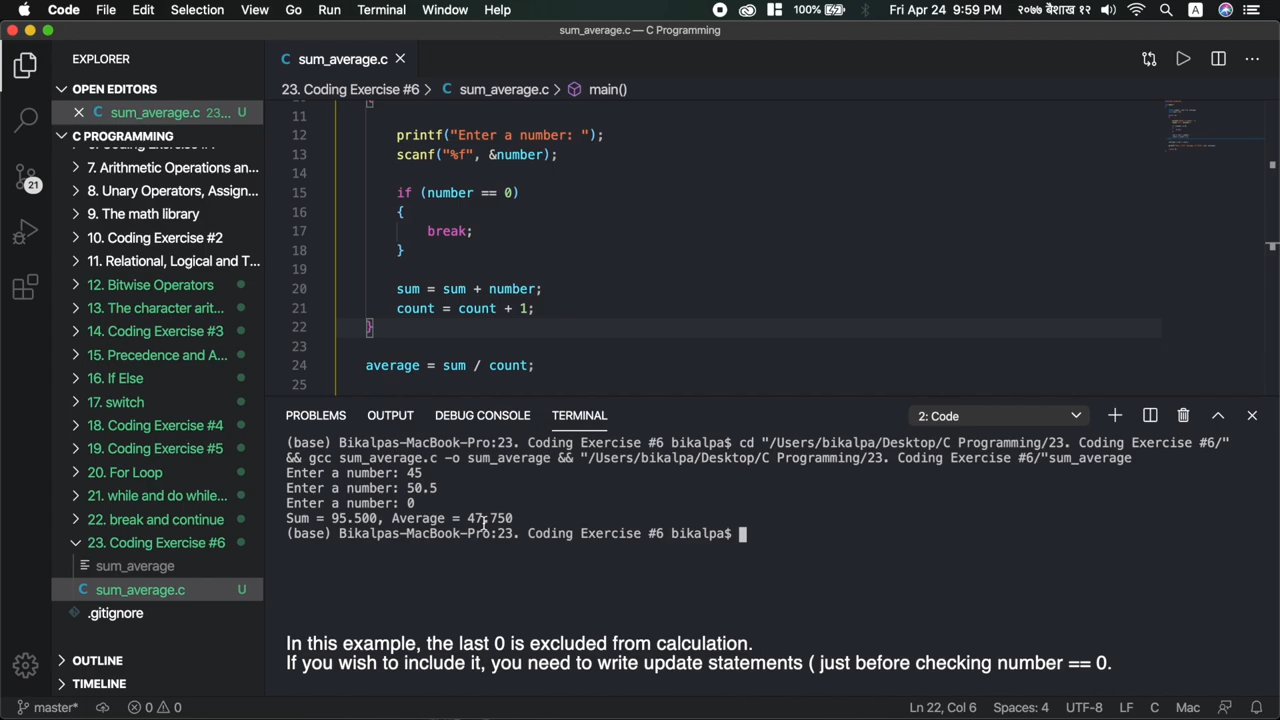 Code File Edit Selection View Go Run Terminal Window Help 100% Fri Apr 24 9:59 PM २०७७ बैशाख १२ A
sum_average.c — C Programming
EXPLORER
sum_average.c
OPEN EDITORS
23. Coding Exercise #6 > sum_average.c > main()
sum_average.c 23... U
C PROGRAMMING
7. Arithmetic Operations an...
8. Unary Operators, Assign...
9. The math library
10. Coding Exercise #2
11. Relational, Logical and T...
12. Bitwise Operators
13. The character arit...
14. Coding Exercise #3
15. Precedence and A...
16. If Else
17. switch
18. Coding Exercise #4
19. Coding Exercise #5
20. For Loop
21. while and do while...
22. break and continue
23. Coding Exercise #6
sum_average
sum_average.c U
.gitignore
OUTLINE
TIMELINE
21
11
12 printf("Enter a number: ");
13 scanf("%f", &number);
14
15 if (number == 0)
16 {
17 break;
18 }
19
20 sum = sum + number;
21 count = count + 1;
22 }
23
24 average = sum / count;
25
PROBLEMS OUTPUT DEBUG CONSOLE TERMINAL 2: Code
(base) Bikalpas-MacBook-Pro:23. Coding Exercise #6 bikalpa$ cd "/Users/bikalpa/Desktop/C Programming/23. Coding Exercise #6/"
&& gcc sum_average.c -o sum_average && "/Users/bikalpa/Desktop/C Programming/23. Coding Exercise #6/"sum_average
Enter a number: 45
Enter a number: 50.5
Enter a number: 0
Sum = 95.500, Average = 47.750
(base) Bikalpas-MacBook-Pro:23. Coding Exercise #6 bikalpa$
In this example, the last 0 is excluded from calculation.
If you wish to include it, you need to write update statements ( just before checking number == 0.
master* 0 0 Ln 22, Col 6 Spaces: 4 UTF-8 LF C Mac